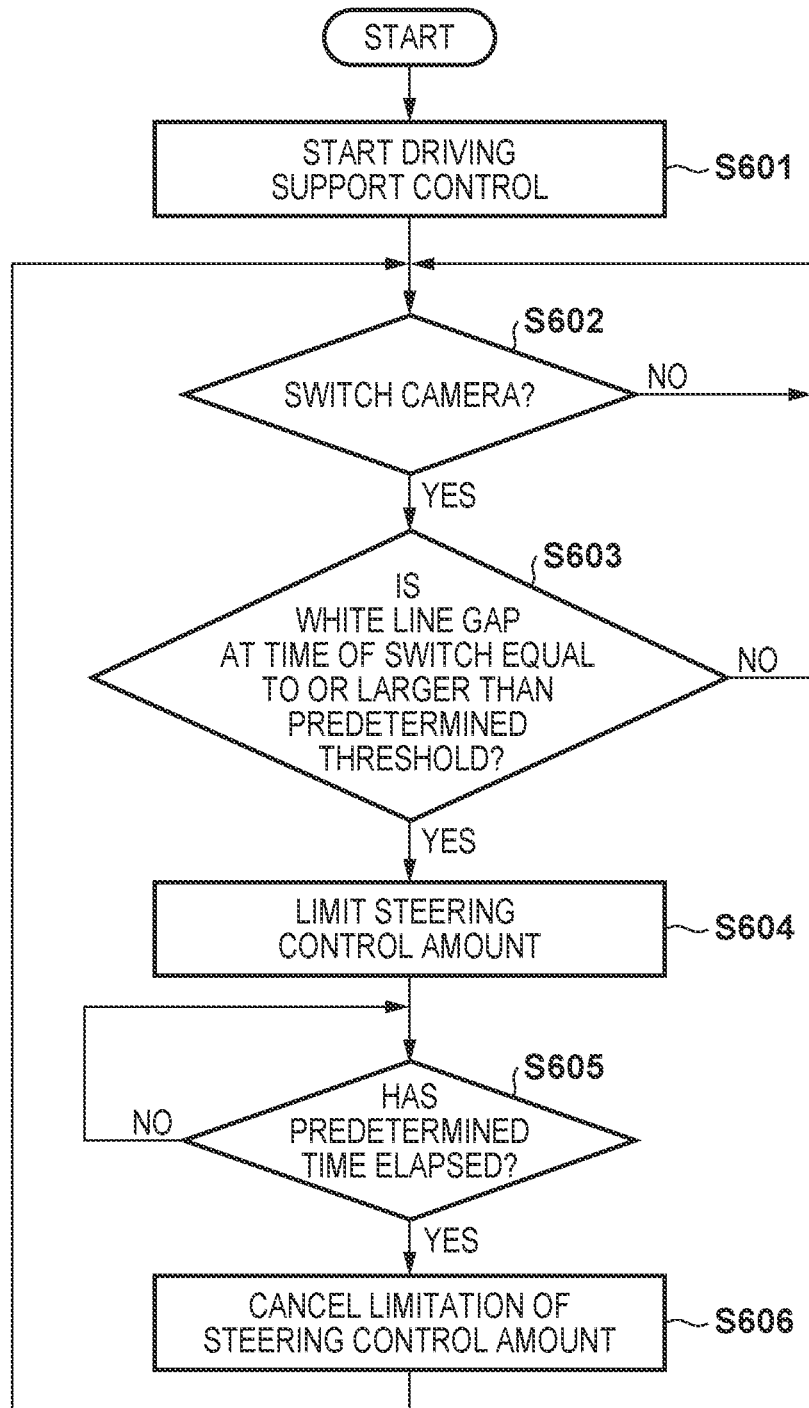 START
START DRIVING
SUPPORT CONTROL
S601
S602
SWITCH CAMERA?
NO
YES
S603
IS
WHITE LINE GAP
AT TIME OF SWITCH EQUAL
TO OR LARGER THAN
PREDETERMINED
THRESHOLD?
NO
YES
LIMIT STEERING
CONTROL AMOUNT
S604
S605
HAS
PREDETERMINED
TIME ELAPSED?
NO
YES
CANCEL LIMITATION OF
STEERING CONTROL AMOUNT
S606